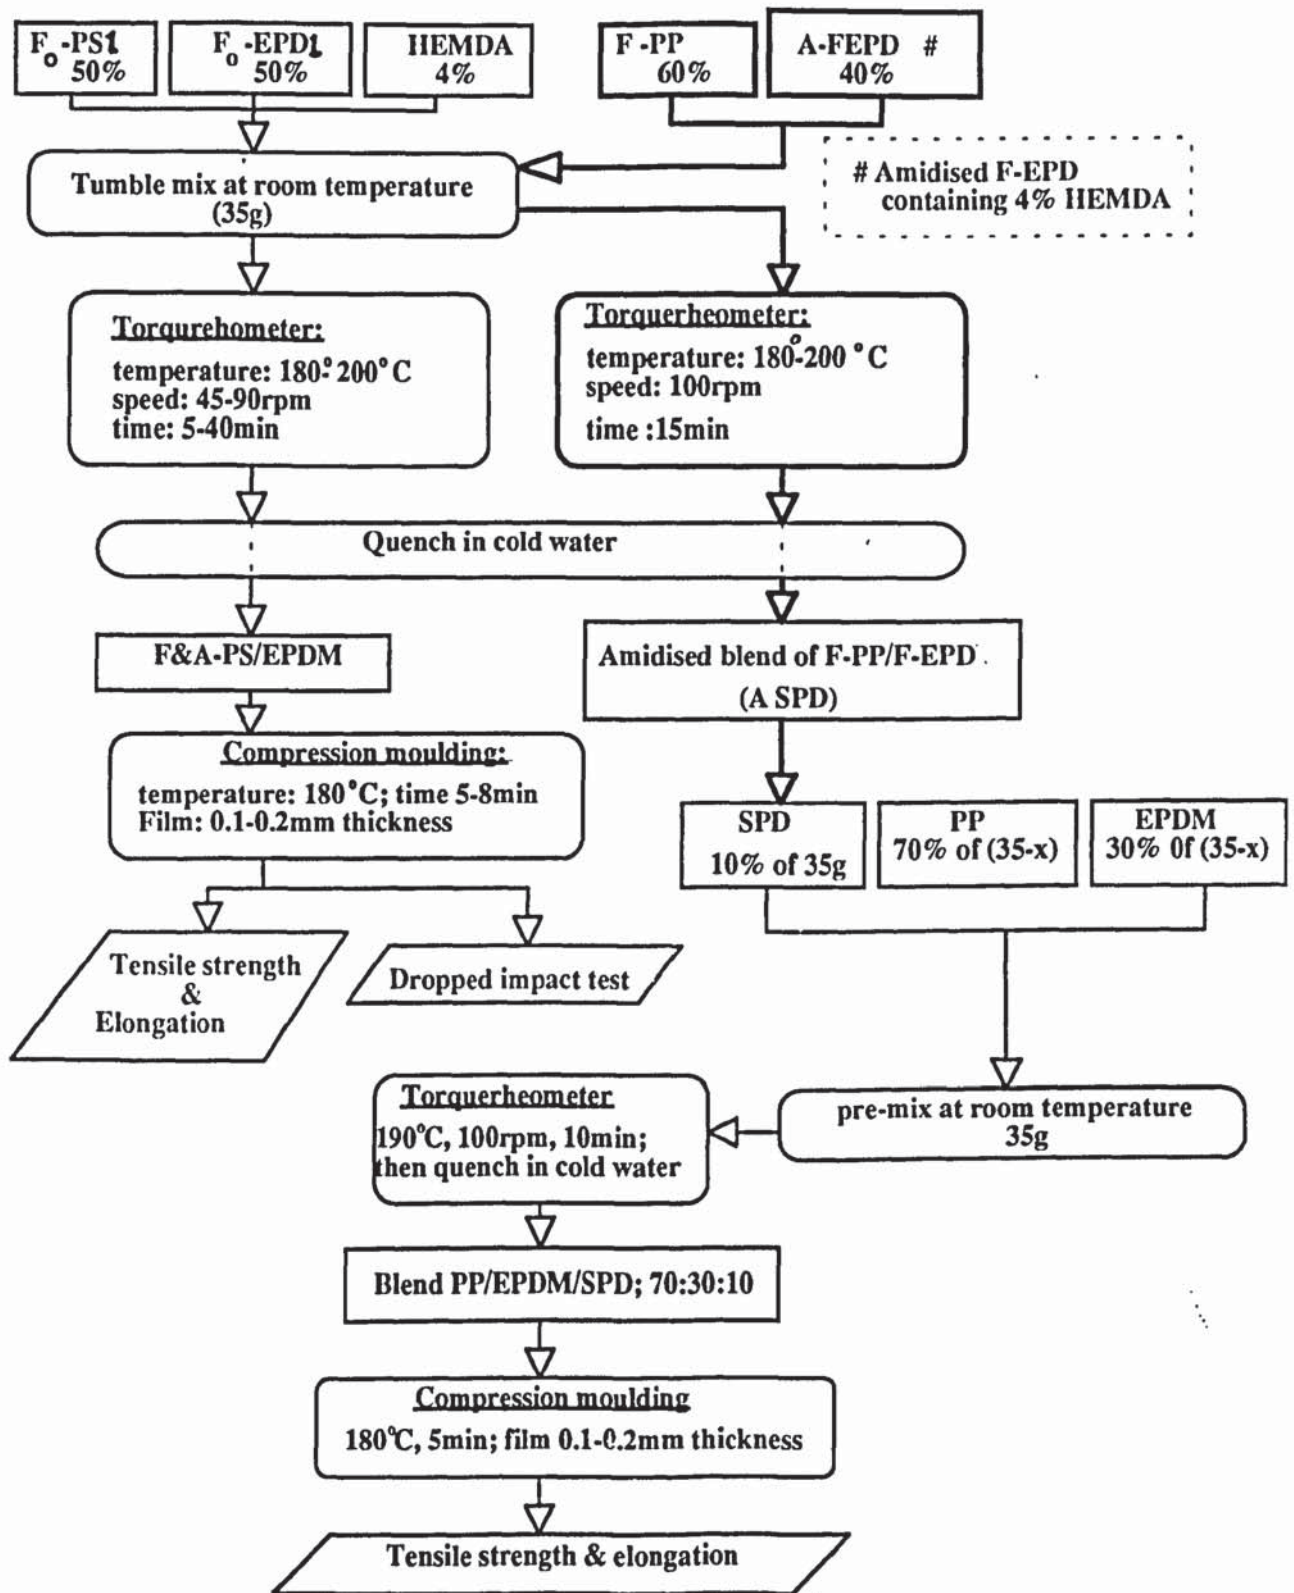 Fo-PS1
50%
Fo-EPD1
50%
HEMDA
4%
F-PP
60%
A-FEPD #
40%
# Amidised F-EPD
containing 4% HEMDA
Tumble mix at room temperature
(35g)
Torqurehometer:
temperature: 180°-200°C
speed: 45-90rpm
time: 5-40min
Torquerheometer:
temperature: 180°-200 °C
speed: 100rpm
time :15min
Quench in cold water
F&A-PS/EPDM
Amidised blend of F-PP/F-EPD
(A SPD)
Compression moulding:
temperature: 180°C; time 5-8min
Film: 0.1-0.2mm thickness
SPD
10% of 35g
PP
70% of (35-x)
EPDM
30% 0f (35-x)
Tensile strength
&
Elongation
Dropped impact test
pre-mix at room temperature
35g
Torquerheometer
190°C, 100rpm, 10min;
then quench in cold water
Blend PP/EPDM/SPD; 70:30:10
Compression moulding
180°C, 5min; film 0.1-0.2mm thickness
Tensile strength & elongation